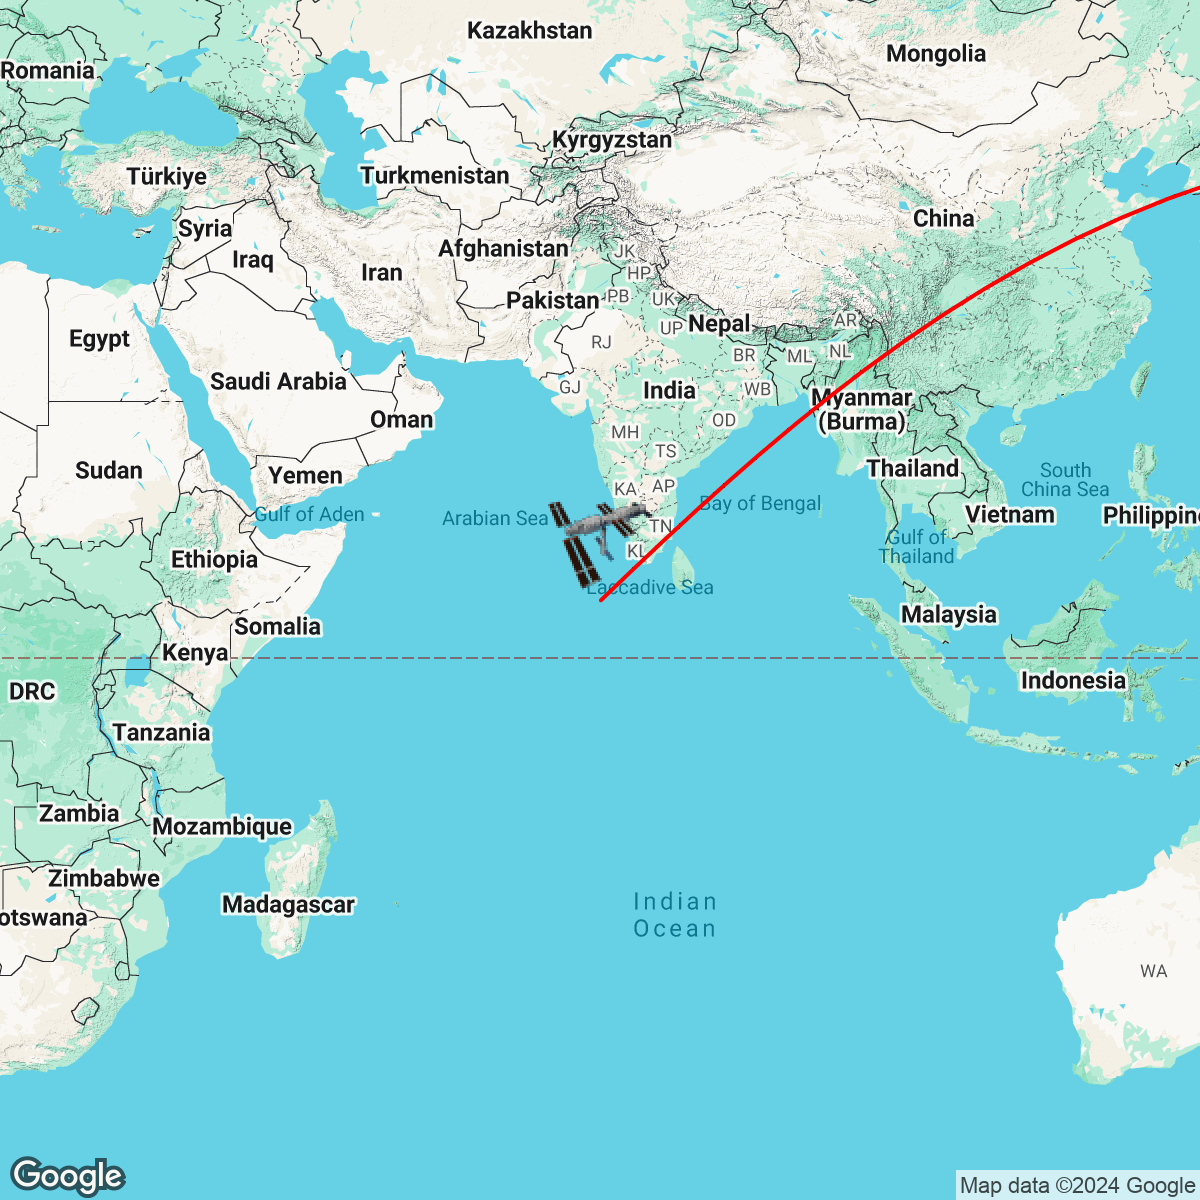 Kazakhstan
Mongolia
Romania
Kyrgyzstan
Türkiye
Turkmenistan
Syria
China
Afghanistan
JK
Iraq
Iran
HP
Pakistan
PB
UK
Nepal
AR
UP
Egypt
RJ
BR
ML
NL
Saudi Arabia
GJ
India
WB
Myanmar
(Burma)
Oman
OD
MH
TS
Sudan
Yemen
Thailand
South
China Sea
KA
AP
Bay of Bengal
Gulf of Aden
Arabian Sea
TN
Vietnam
Philippine
Gulf of
Thailand
KL
Ethiopia
Laccadive Sea
Malaysia
Somalia
Kenya
DRC
Indonesia
Tanzania
Zambia
Mozambique
Zimbabwe
Madagascar
otswana
Indian
Ocean
WA
Google
Map data ©2024 Google